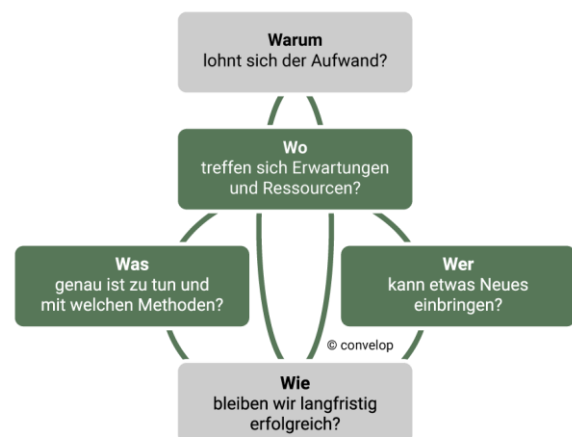 Warum
lohnt sich der Aufwand?
Wo
treffen sich Erwartungen
und Ressourcen?
Was
genau ist zu tun und
mit welchen Methoden?
Wer
kann etwas Neues
einbringen?
© convelop
Wie
bleiben wir langfristig
erfolgreich?